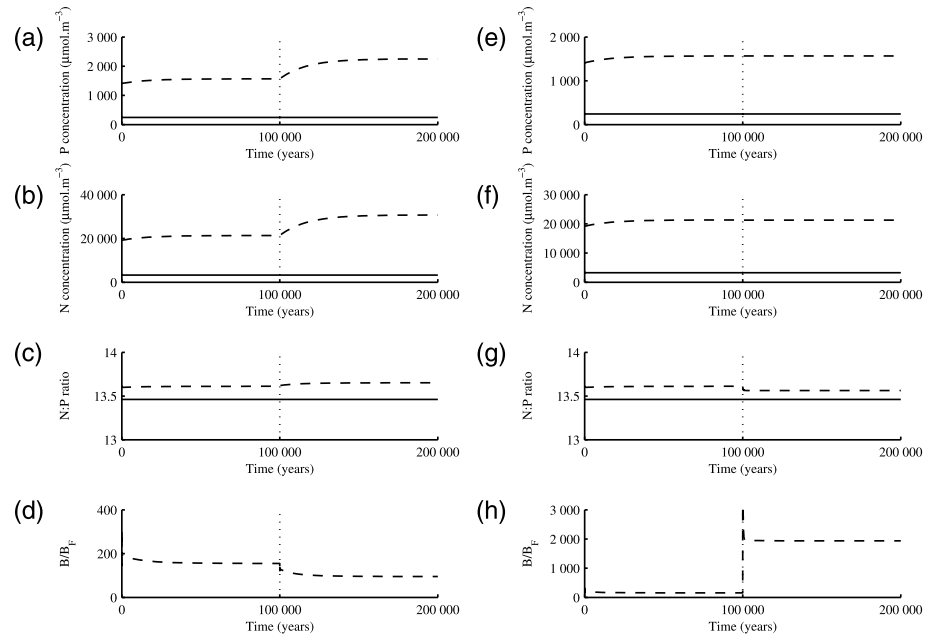 (a)
P concentration (µmol.m−3)
3 000
2 000
1 000
0
0
100 000
200 000
Time (years)
(b)
N concentration (µmol.m−3)
40 000
20 000
0
0
100 000
200 000
Time (years)
(c)
N:P ratio
14
13.5
13
0
100 000
200 000
Time (years)
(d)
B/BF
400
200
0
0
100 000
200 000
Time (years)
(e)
P concentration (µmol.m−3)
2 000
1 000
0
0
100 000
200 000
Time (years)
(f)
N concentration (µmol.m−3)
30 000
20 000
10 000
0
0
100 000
200 000
Time (years)
(g)
N:P ratio
14
13.5
13
0
100 000
200 000
Time (years)
(h)
B/BF
3 000
2 000
1 000
0
0
100 000
200 000
Time (years)